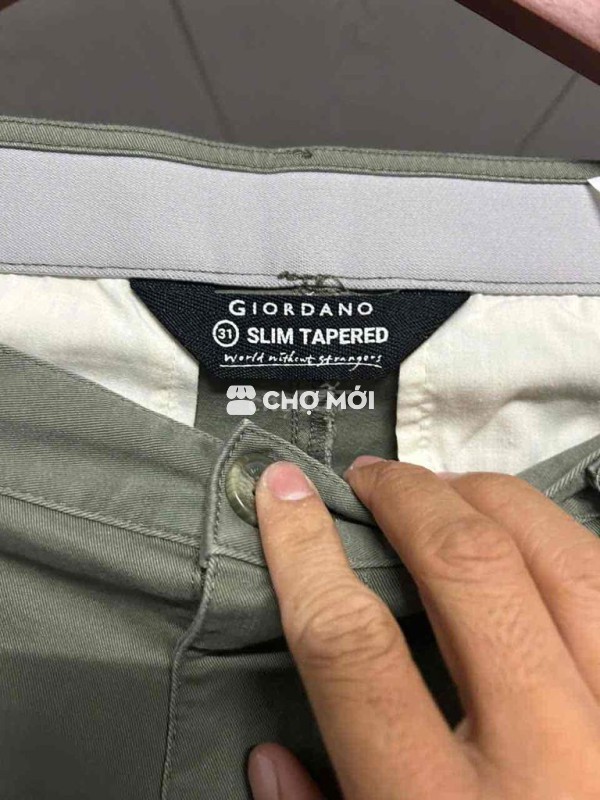 GIORDANO
31 SLIM TAPERED
World without strangers
CHỢ MỚI